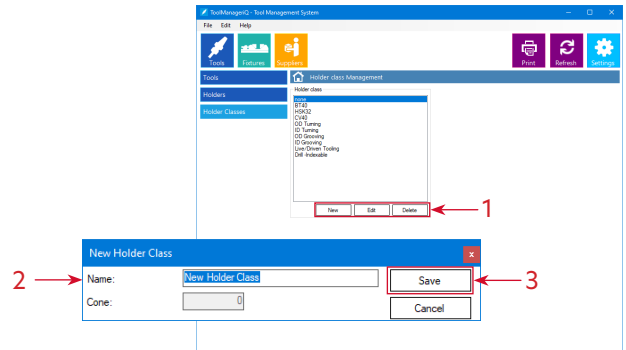 ToolManagerIQ - Tool Management System
File Edit Help
Tools Fixtures Suppliers Print Refresh Settings
Tools
Holders
Holder Classes
Holder class Management
Holder class
none
BT40
HSK32
CV40
OD Turning
ID Turning
OD Grooving
ID Grooving
Live/Driven Tooling
Drill -Indexable
New Edit Delete
1
New Holder Class
x
2
Name: New Holder Class
Save
3
Cone: 0
Cancel